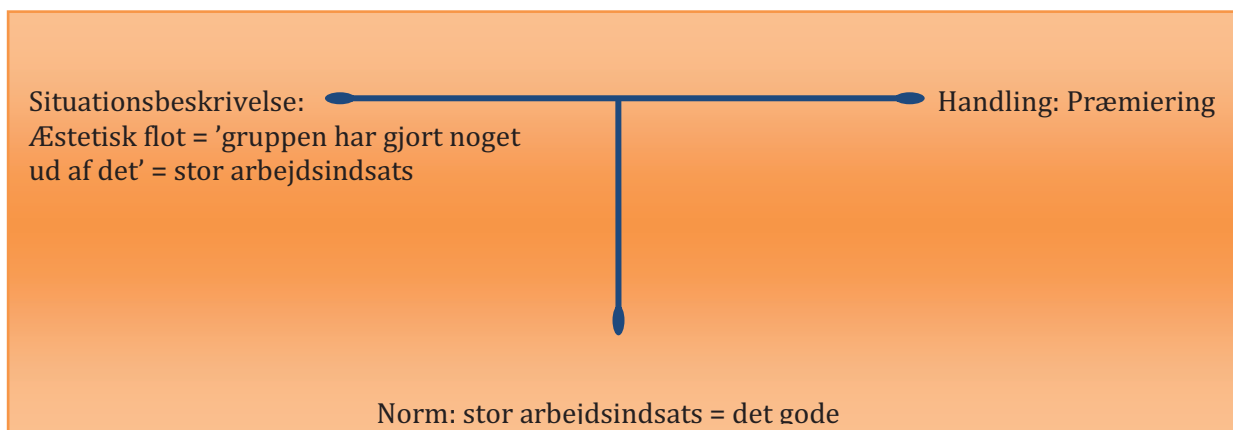 Situationsbeskrivelse:
Æstetisk flot = ’gruppen har gjort noget
ud af det’ = stor arbejdsindsats
Handling: Præmiering
Norm: stor arbejdsindsats = det gode